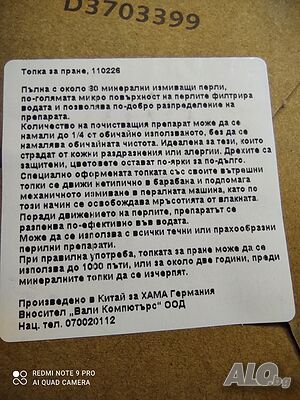 D3703399
Топка за пране, 110226
Пълна с около 30 минерални измиващи перли,
по-голямата микро повърхност на перлите филтрира
водата и позволява по-добро разпределение на
препарата.
Количество на почистващия препарат може да се
намали до 1/4 от обичайно използваното, без да се
намалява обичайната чистота. Идеална за тези, които
страдат от кожни раздразнения или алергии. Дрехите са
защитени, цветовете остават по-ярки за по-дълго.
Специално оформената топката със своите вътрешни
топки се движи нетипично в барабана и подпомага
механичното измиване в пералната машина, като по
този начин се освобождава мръсотията от влакната.
Поради движението на перлите, препаратът се
разпенва по-ефективно във водата.
Може да се използва с всички течни или прахообразни
перилни препарати.
При правилна употреба, топката за пране може да се
използва до 1000 пъти, или за около две години, преди
минералните топки да се изчерпят.
Произведено в Китай за ХАМА Германия
Вносител „Вали Компютърс" ООД
Нац. тел. 070020112
REDMI NOTE 9 PRO
AI QUAD CAMERA
ALO.bg